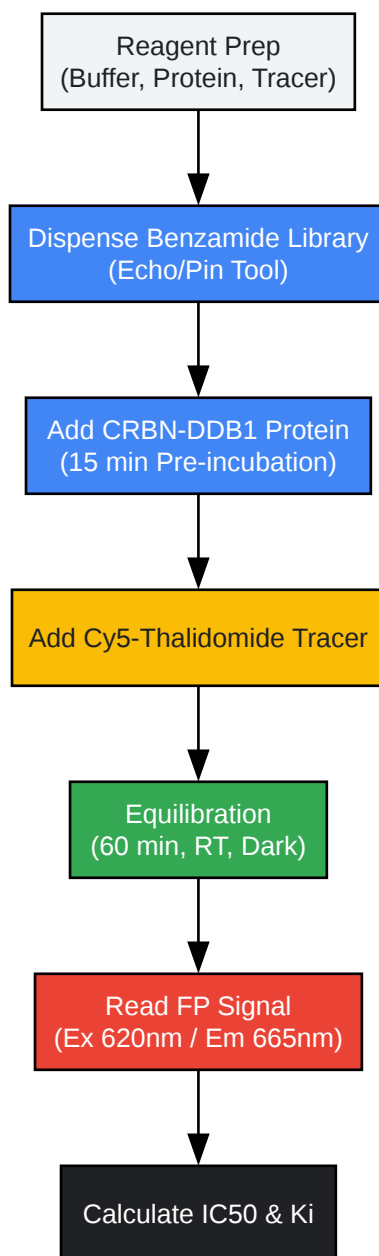 Reagent Prep
(Buffer, Protein, Tracer)
Dispense Benzamide Library
(Echo/Pin Tool)
Add CRBN-DDB1 Protein
(15 min Pre-incubation)
Add Cy5-Thalidomide Tracer
Equilibration
(60 min, RT, Dark)
Read FP Signal
(Ex 620nm / Em 665nm)
Calculate IC50 & Ki